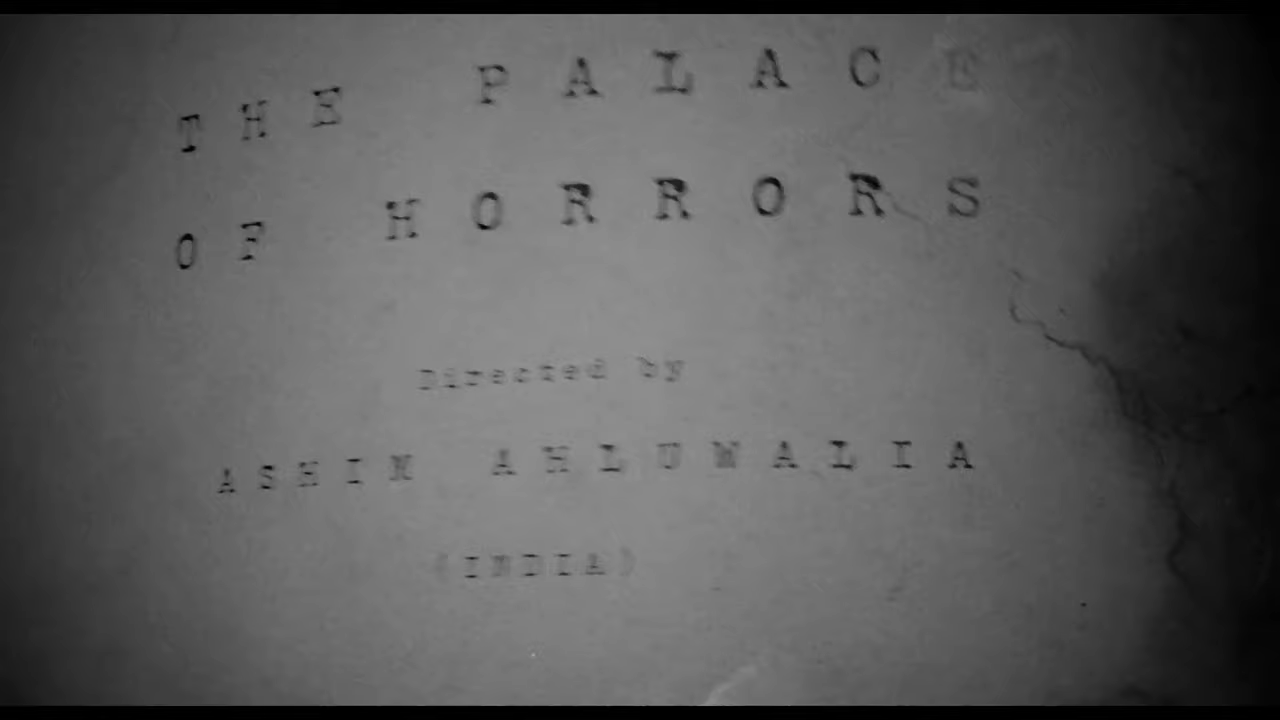 THE PALACE
OF HORRORS
Directed by
ASHIM AHLUWALIA
(INDIA)